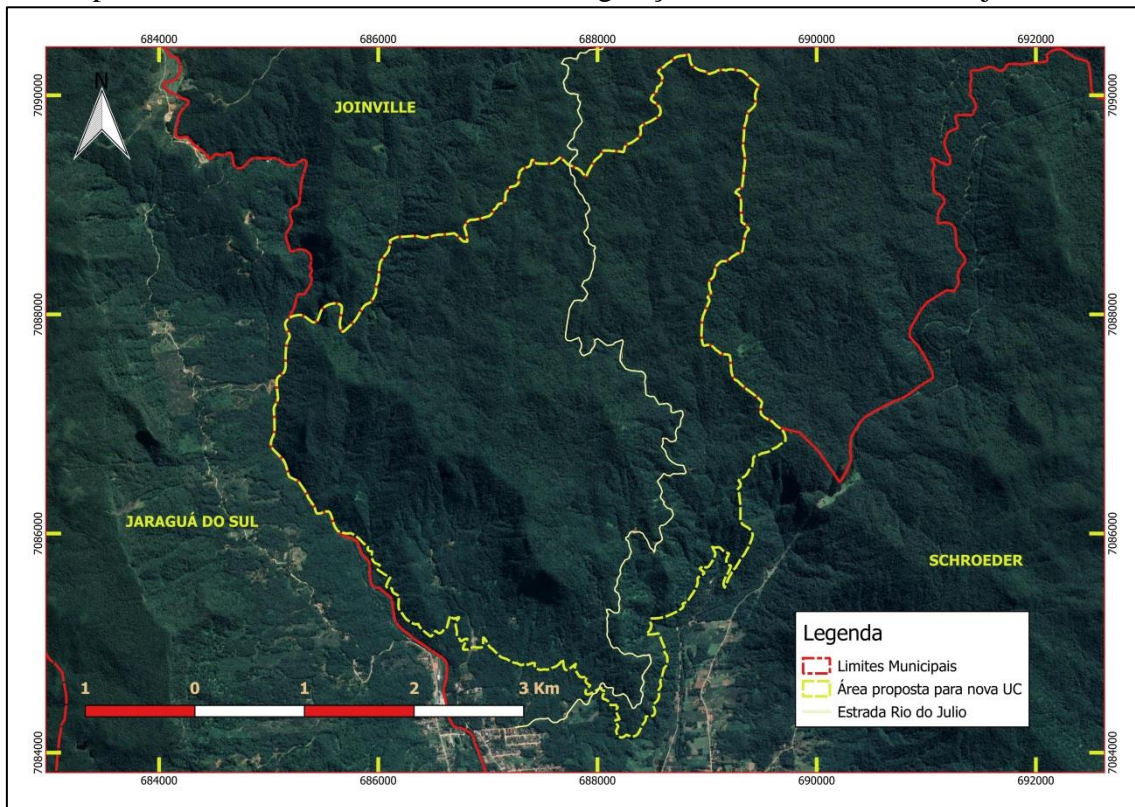 684000 686000 688000 690000 692000
7090000 7090000
N
JOINVILLE
7088000 7088000
JARAGUÁ DO SUL
7086000 7086000
SCHROEDER
Legenda
Limites Municipais
Área proposta para nova UC
Estrada Rio do Julio
1 0 1 2 3 Km
7084000 7084000
684000 686000 688000 690000 692000